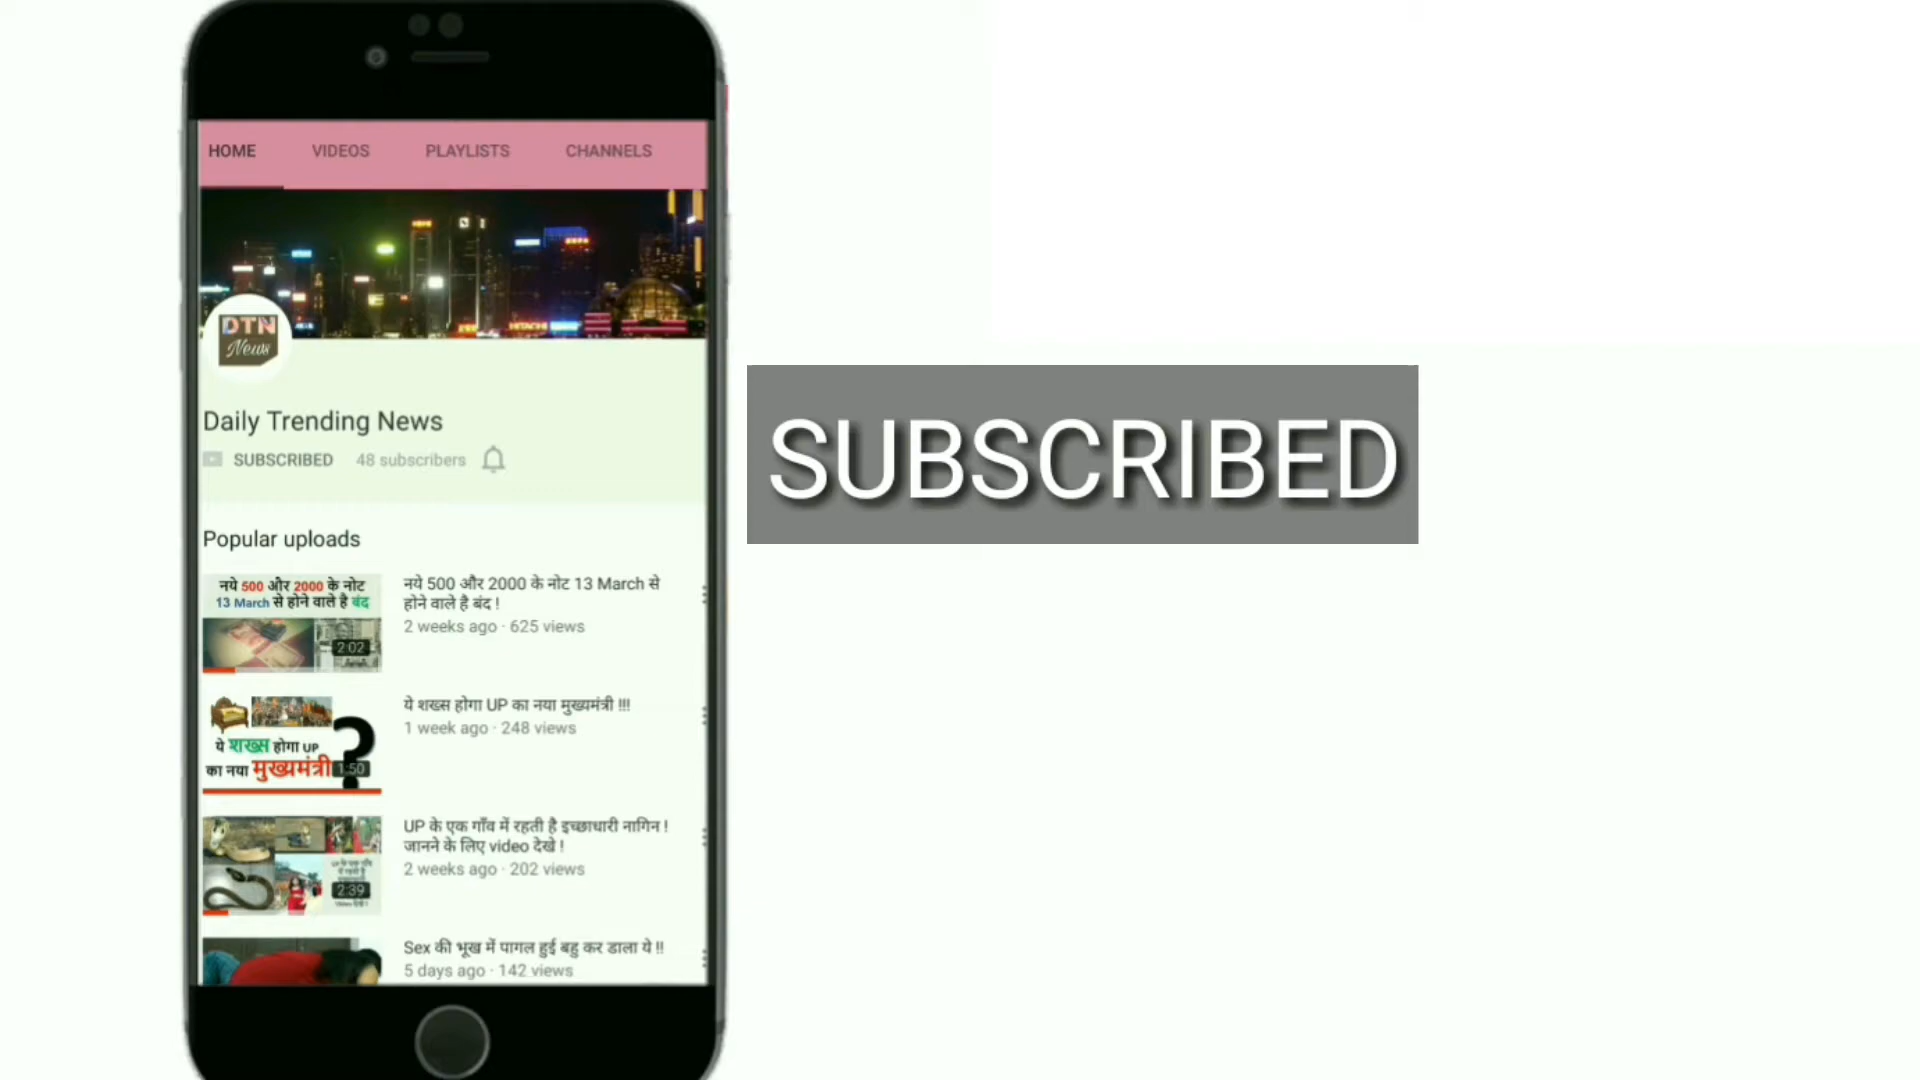 HOME VIDEOS PLAYLISTS CHANNELS
HITACHI
DTN
News
Daily Trending News
SUBSCRIBED 48 subscribers
SUBSCRIBED
Popular uploads
नये 500 और 2000 के नोट
13 March से होने वाले है बंद
2:02
नये 500 और 2000 के नोट 13 March से
होने वाले है बंद !
2 weeks ago · 625 views
ये शख्स होगा UP
का नया मुख्यमंत्री ?
1:50
ये शख्स होगा UP का नया मुख्यमंत्री !!!
1 week ago · 248 views
2:39
UP के एक गाँव में रहती है इच्छाधारी नागिन !
जानने के लिए video देखे !
2 weeks ago · 202 views
Sex की भूख में पागल हुई बहु कर डाला ये !!
5 days ago · 142 views